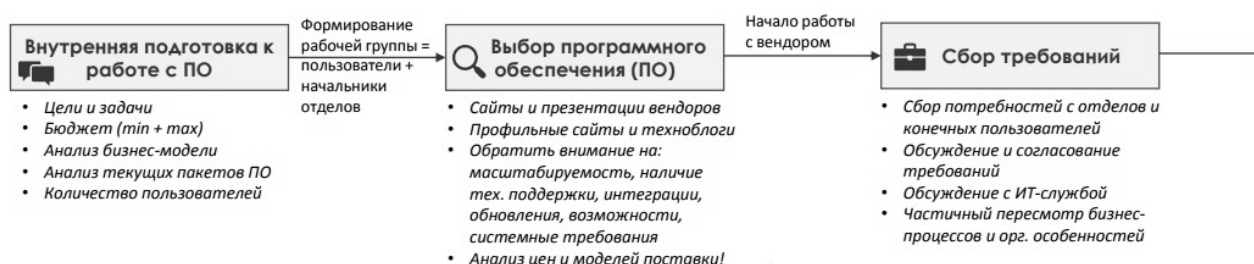 Внутренняя подготовка к
работе с ПО
• Цели и задачи
• Бюджет (min + max)
• Анализ бизнес-модели
• Анализ текущих пакетов ПО
• Количество пользователей
Формирование
рабочей группы =
пользователи +
начальники
отделов
Выбор программного
обеспечения (ПО)
• Сайты и презентации вендоров
• Профильные сайты и техноблоги
• Обратить внимание на:
масштабируемость, наличие
тех. поддержки, интеграции,
обновления, возможности,
системные требования
• Анализ цен и моделей поставки!
Начало работы
с вендором
Сбор требований
• Сбор потребностей с отделов и
конечных пользователей
• Обсуждение и согласование
требований
• Обсуждение с ИТ-службой
• Частичный пересмотр бизнес-
процессов и орг. особенностей